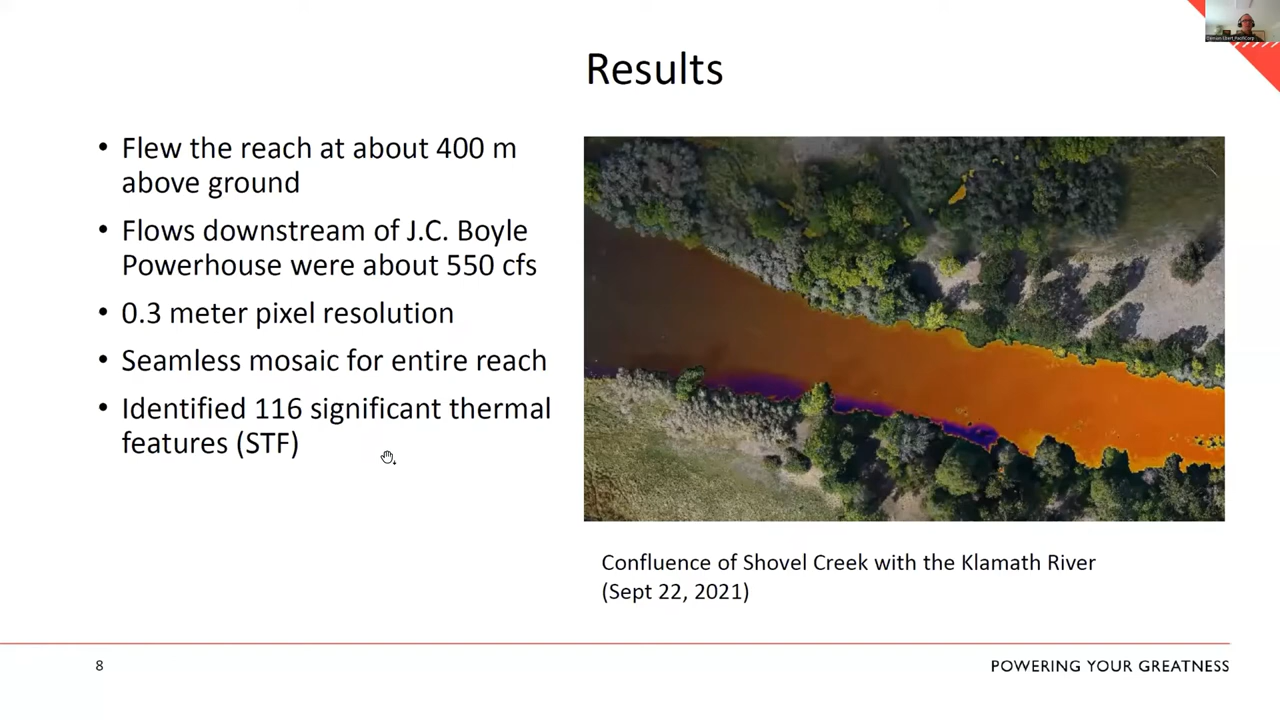 Results
• Flew the reach at about 400 m
above ground
• Flows downstream of J.C. Boyle
Powerhouse were about 550 cfs
• 0.3 meter pixel resolution
• Seamless mosaic for entire reach
• Identified 116 significant thermal
features (STF)
Confluence of Shovel Creek with the Klamath River
(Sept 22, 2021)
8
POWERING YOUR GREATNESS